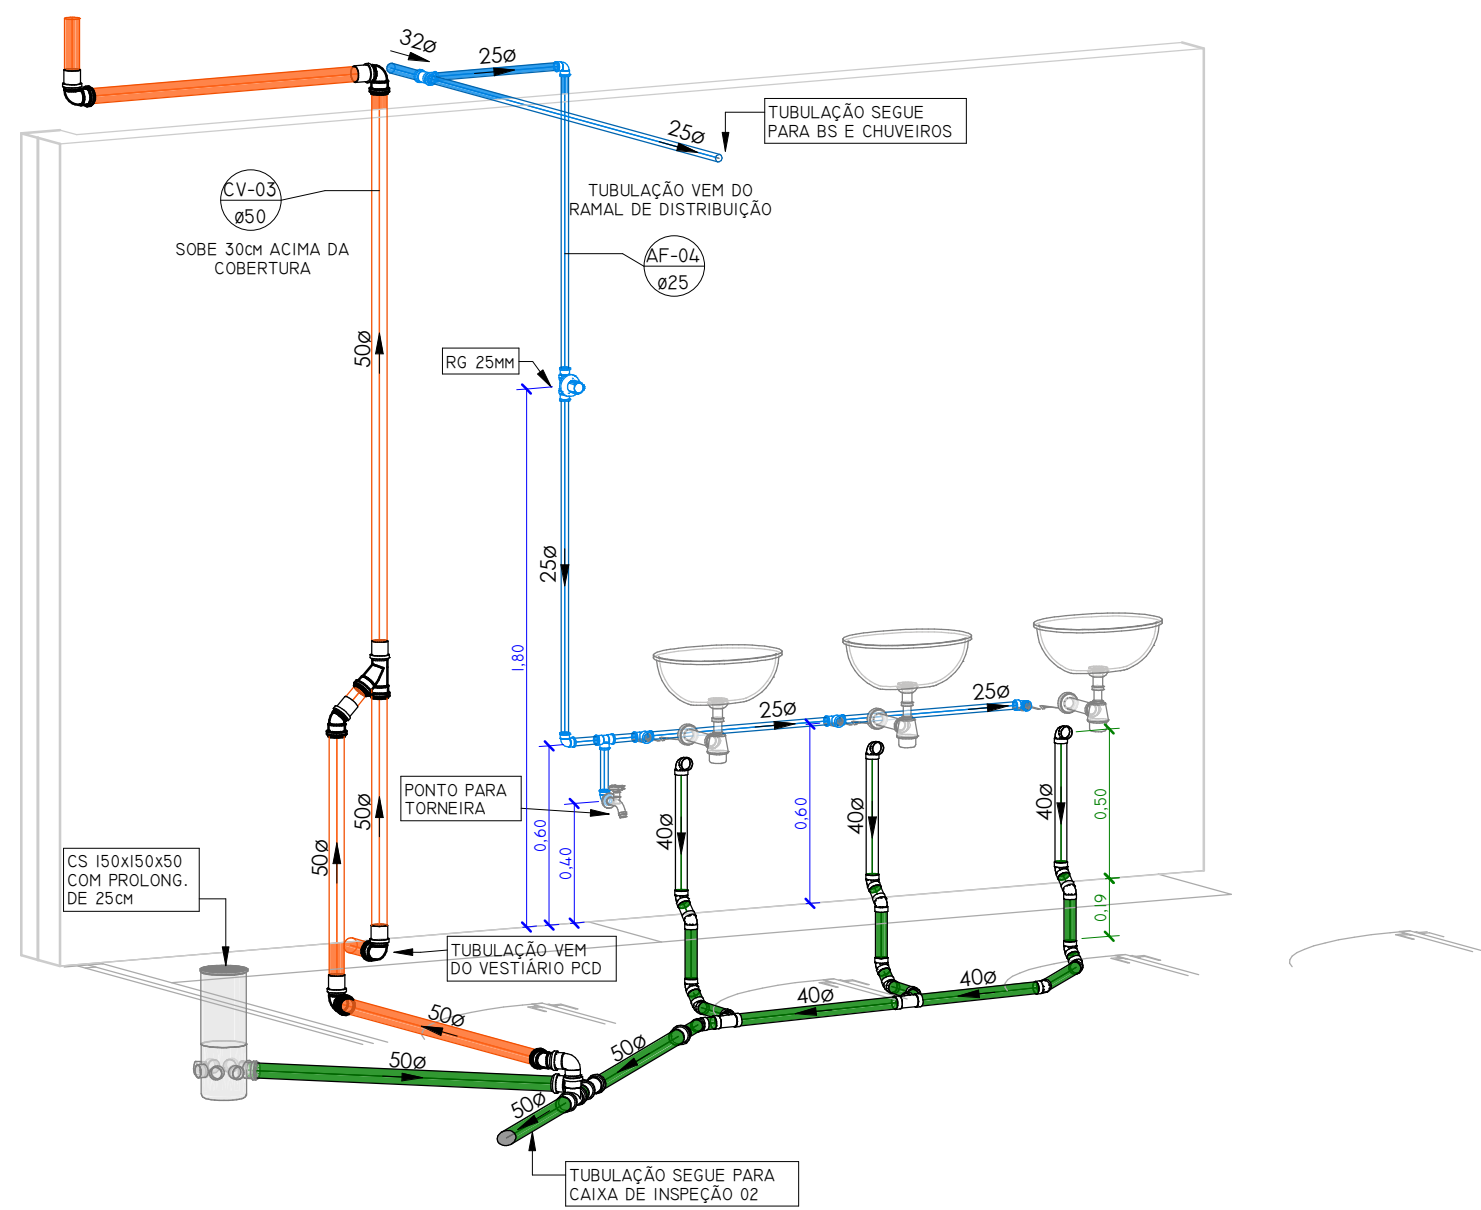 32ø
25ø
25ø
TUBULAÇÃO SEGUE
PARA BS E CHUVEIROS
CV-03
ø50
SOBE 30CM ACIMA DA
COBERTURA
TUBULAÇÃO VEM DO
RAMAL DE DISTRIBUIÇÃO
AF-04
ø25
50ø
RG 25MM
25ø
1,80
25ø
25ø
PONTO PARA
TORNEIRA
0,60
0,40
0,60
40ø
40ø
40ø
0,50
0,19
50ø
50ø
CS 150X150X50
COM PROLONG.
DE 25CM
TUBULAÇÃO VEM
DO VESTIÁRIO PCD
40ø
40ø
50ø
50ø
50ø
50ø
TUBULAÇÃO SEGUE PARA
CAIXA DE INSPEÇÃO 02